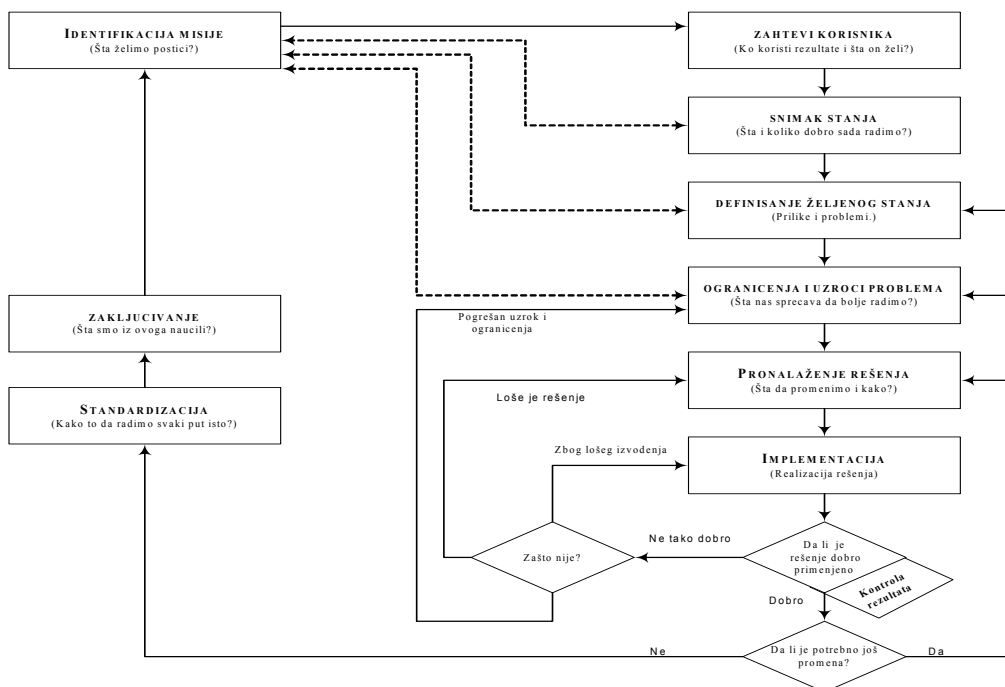 IDENTIFIKACIJA MISIJE
(Šta želimo postici?)
ZAHTEVI KORISNIKA
(Ko koristi rezultate i šta on želi?)
SNIMAK STANJA
(Šta i koliko dobro sada radimo?)
DEFINISANJE ŽELJENOG STANJA
(Prilike i problemi.)
OGRANICENJA I UZROCI PROBLEMA
(Šta nas sprecava da bolje radimo?)
ZAKLJUCIVANJE
(Šta smo iz ovoga naucili?)
Pogrešan uzrok i
ogranicenja
PRONALAŽENJE REŠENJA
(Šta da promenimo i kako?)
Loše je rešenje
STANDARDIZACIJA
(Kako to da radimo svaki put isto?)
Zbog lošeg izvodenja
IMPLEMENTACIJA
(Realizacija rešenja)
Ne tako dobro
Zašto nije?
Da li je
rešenje dobro
primenjeno
Kontrola
rezultata
Dobro
Ne
Da li je potrebno još
promena?
Da